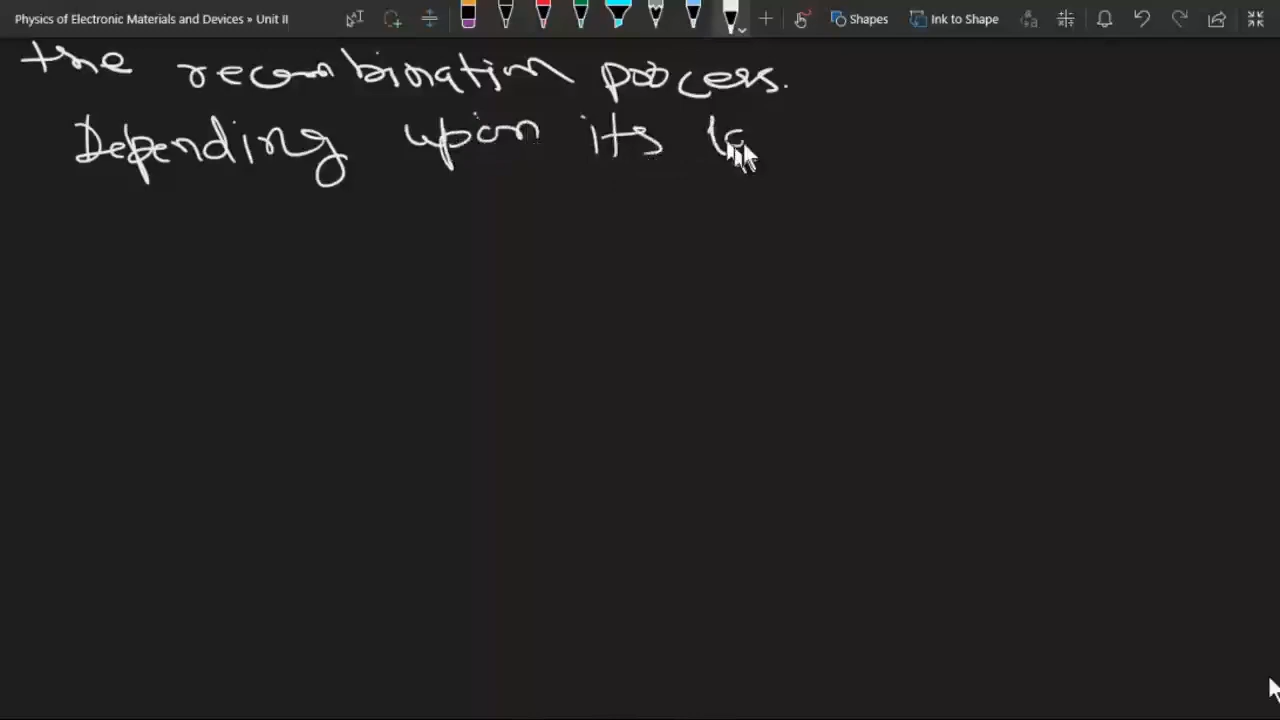 Physics of Electronic Materials and Devices » Unit II
Shapes
Ink to Shape
the recombination process.
Depending upon its